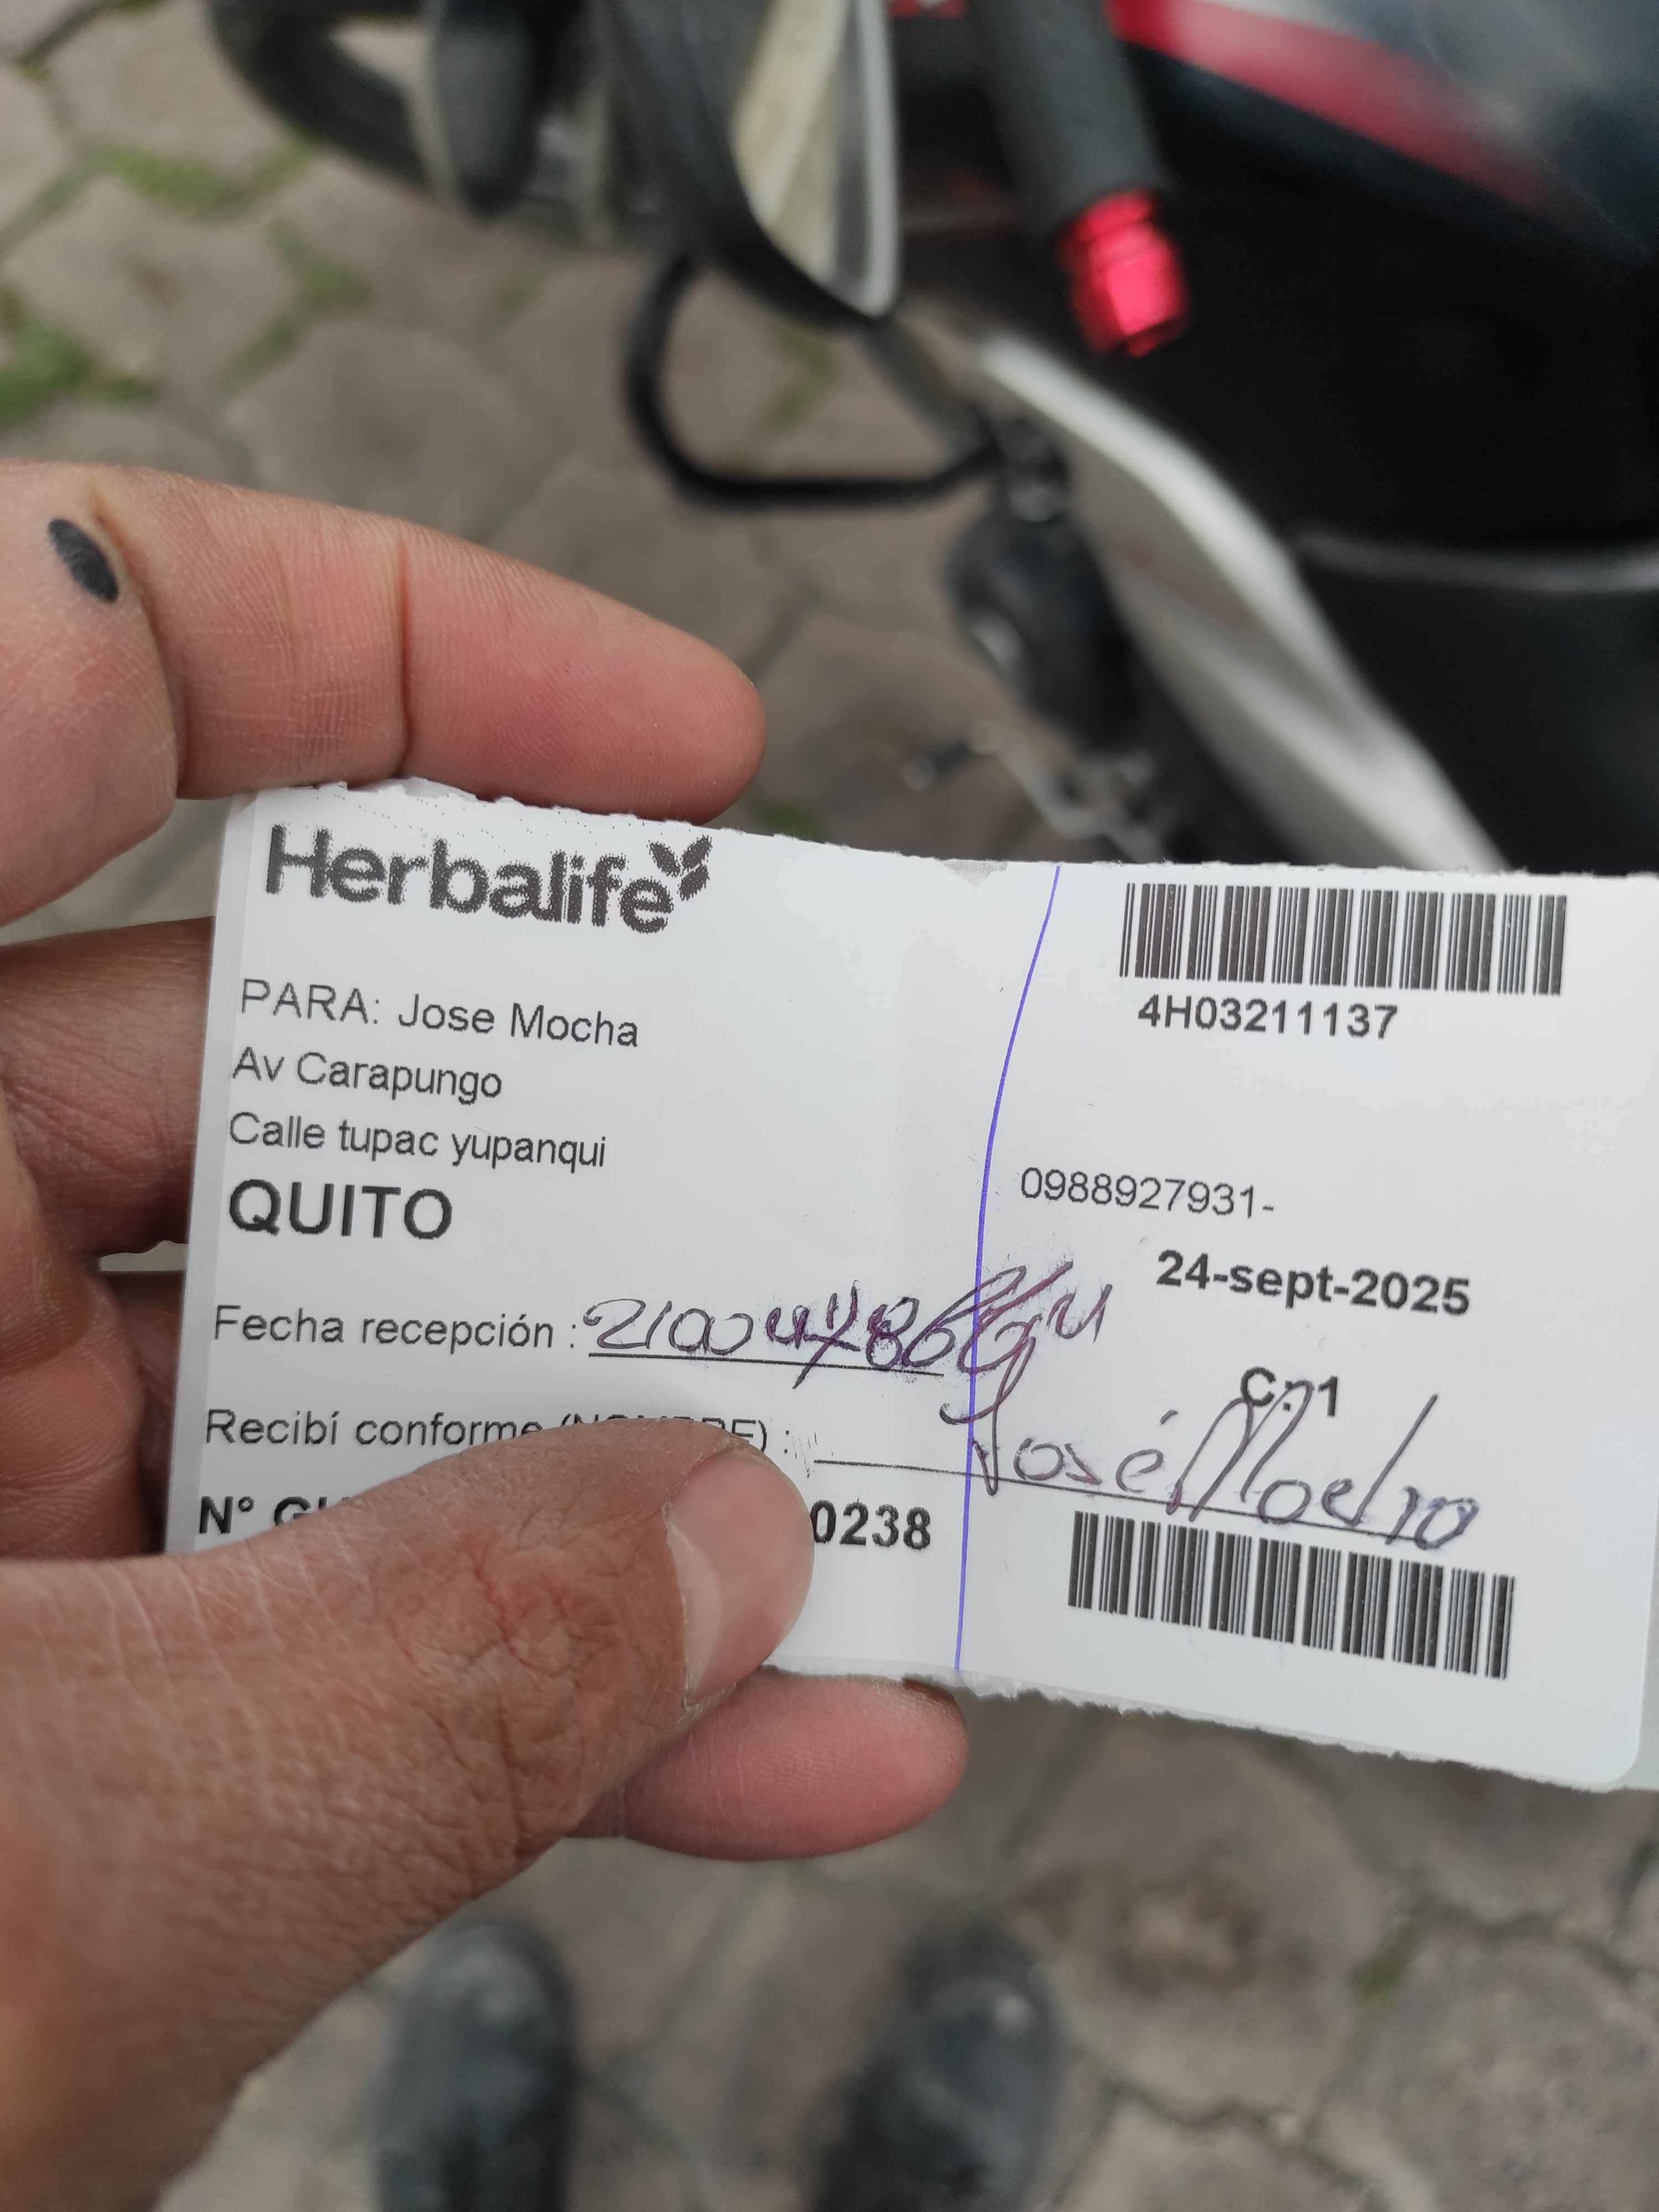 Herbalife
PARA: Jose Mocha
Av Carapungo
Calle tupac yupanqui
QUITO
4H03211137
0988927931-
24-sept-2025
C: 1
Fecha recepción :
Recibí conforme :
José
N° 0238